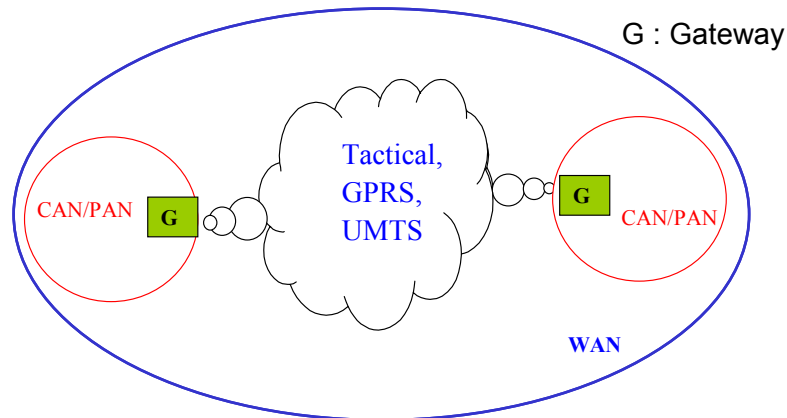 G : Gateway
Tactical,
GPRS,
UMTS
CAN/PAN
G
G
CAN/PAN
WAN